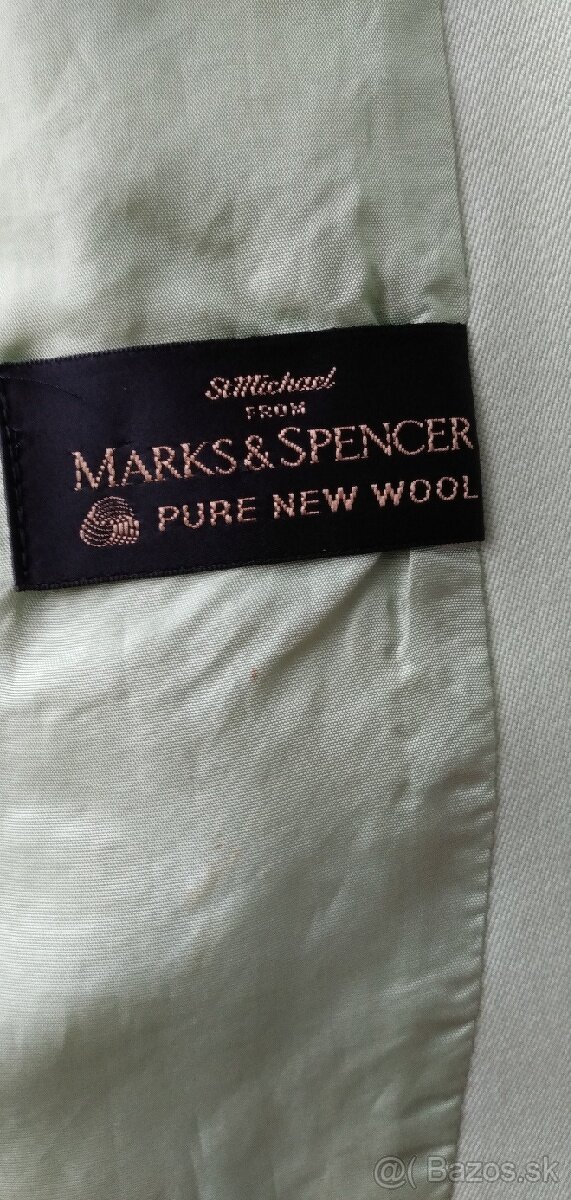 St Michael
FROM
MARKS & SPENCER
PURE NEW WOOL
@( Bazos.sk